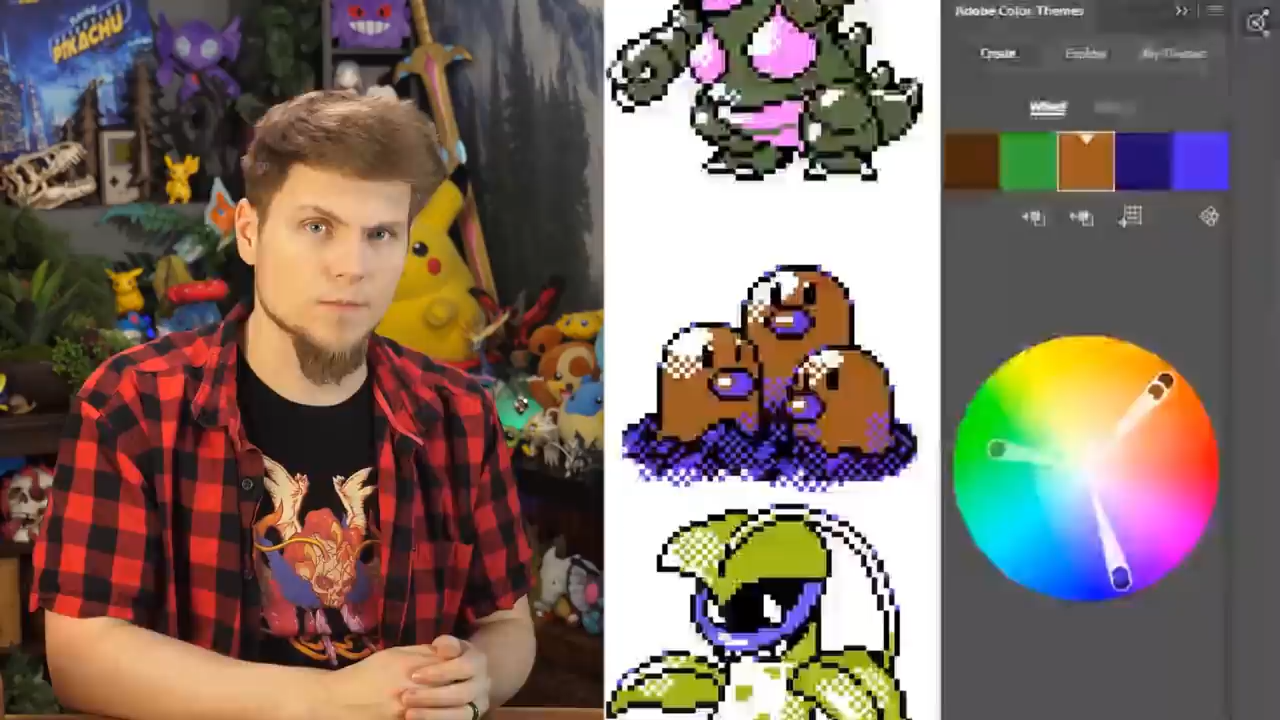 PIKACHU
Adobe Color Themes
Create
Explore
My Themes
Wheel